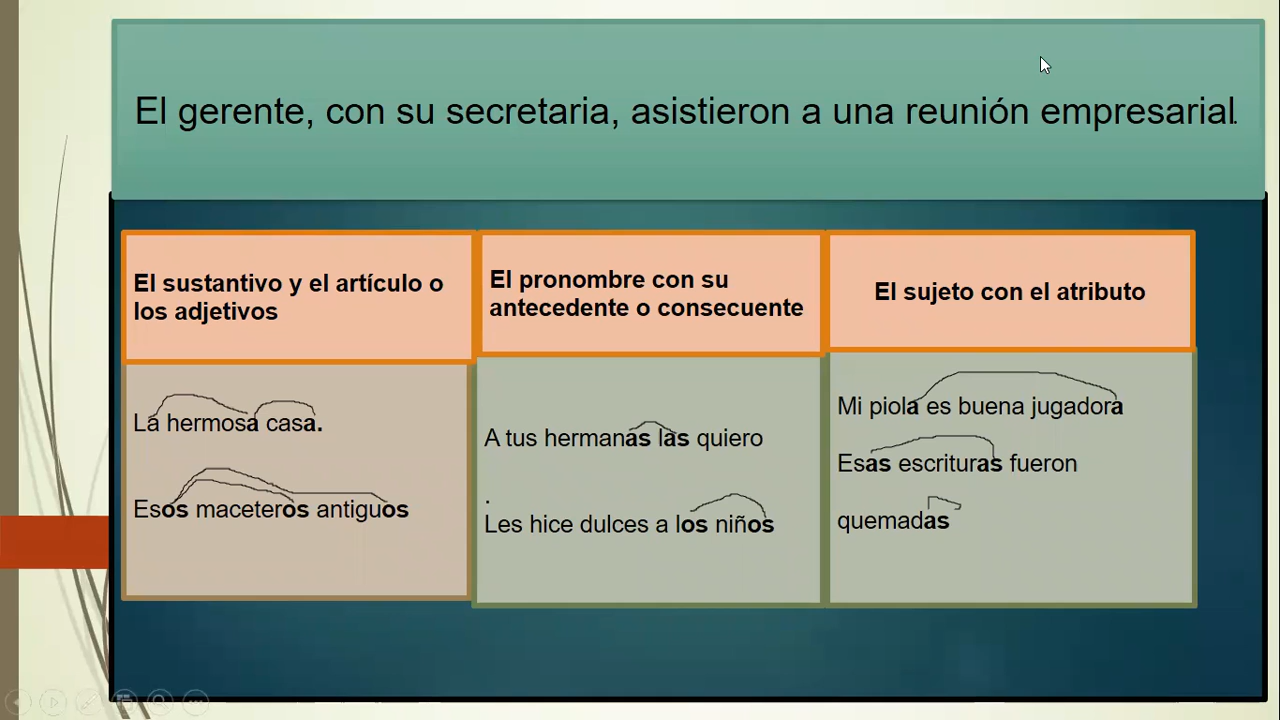 El gerente, con su secretaria, asistieron a una reunión empresarial.
El sustantivo y el artículo o
los adjetivos
El pronombre con su
antecedente o consecuente
El sujeto con el atributo
La hermosa casa.
Esos maceteros antiguos
A tus hermanas las quiero
.
Les hice dulces a los niños
Mi piola es buena jugadora
Esas escrituras fueron
quemadas